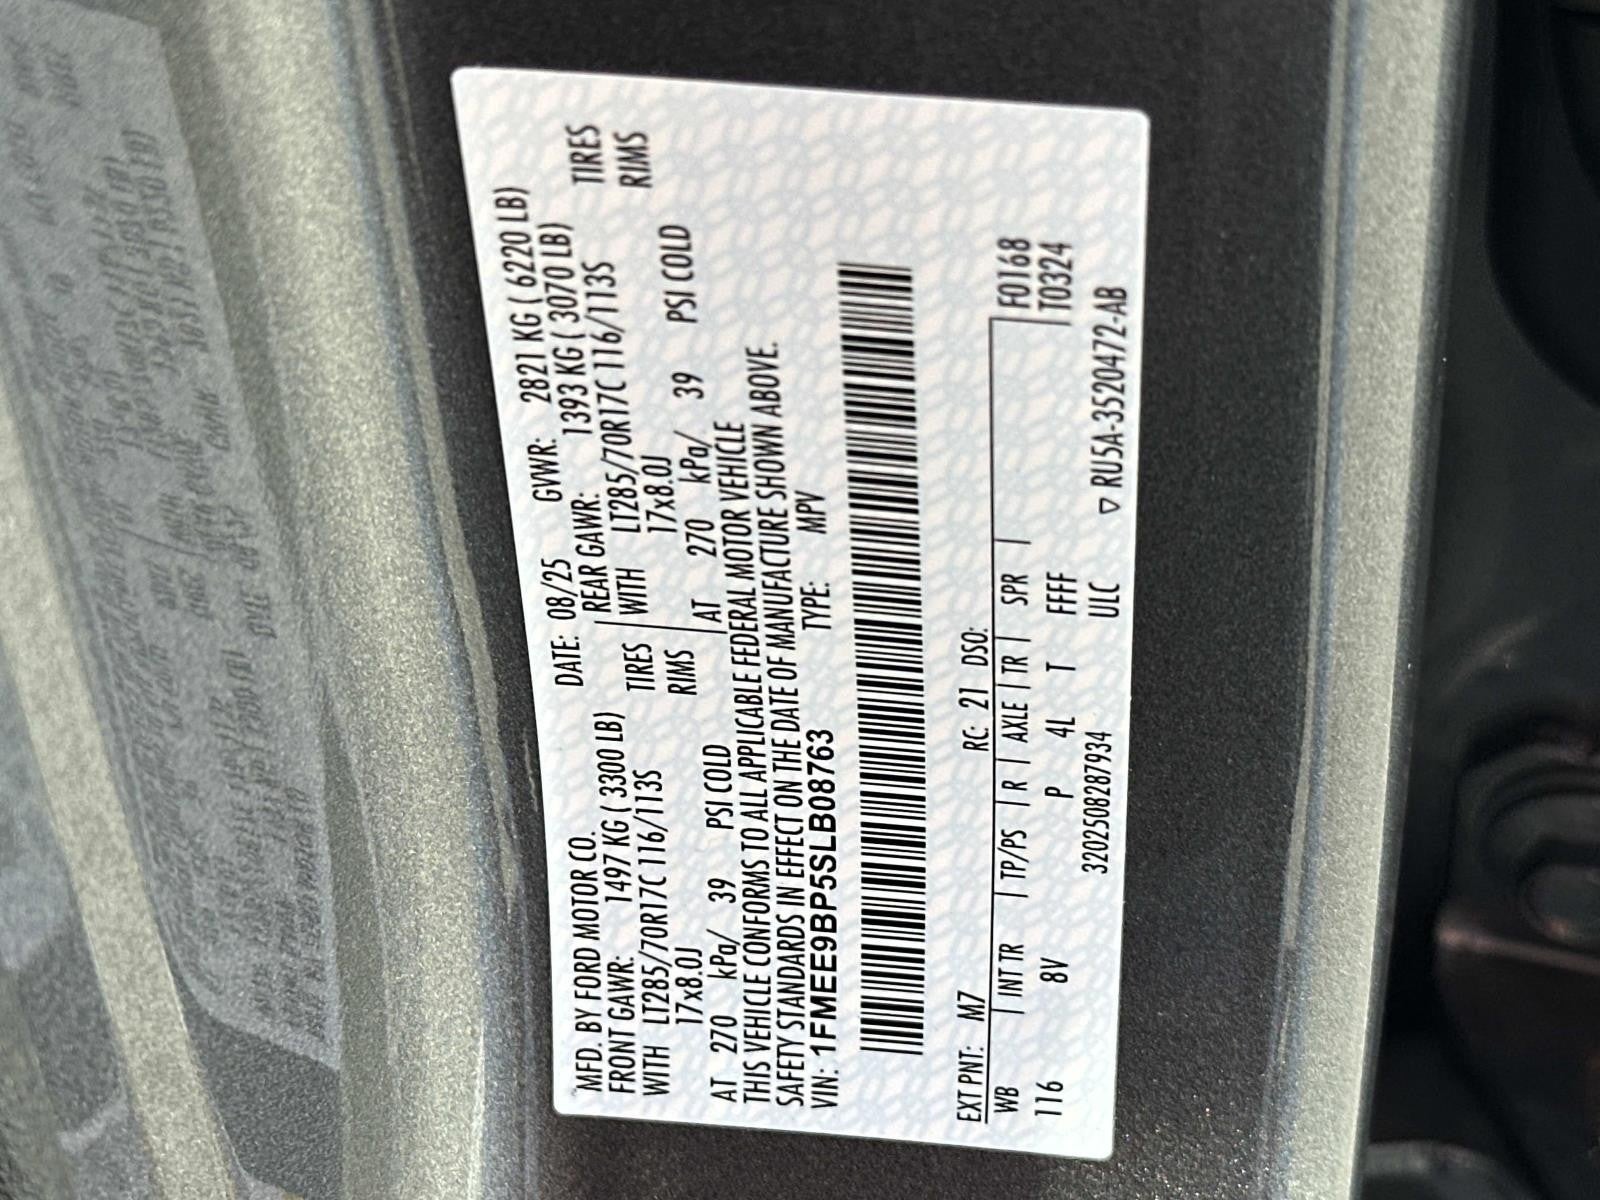 MFD. BY FORD MOTOR CO.
DATE: 08/25 GVWR: 2821 KG ( 6220 LB)
FRONT GAWR: 1497 KG ( 3300 LB)
REAR GAWR: 1393 KG ( 3070 LB)
WITH LT285/70R17C 116/113S TIRES
WITH LT285/70R17C 116/113S TIRES
17x8.0J RIMS
17x8.0J RIMS
AT 270 kPa/ 39 PSI COLD
AT 270 kPa/ 39 PSI COLD
THIS VEHICLE CONFORMS TO ALL APPLICABLE FEDERAL MOTOR VEHICLE
SAFETY STANDARDS IN EFFECT ON THE DATE OF MANUFACTURE SHOWN ABOVE.
VIN: 1FMEE9BP5SLB08763 TYPE: MPV
EXT PNT: M7 RC: 21 DSO:
WB | INT TR | TP/PS | R | AXLE | TR | SPR | F0168
116 8V P 4L T FFFF T0324
320250828​7934 ULC ▽ RU5A-3520472-AB